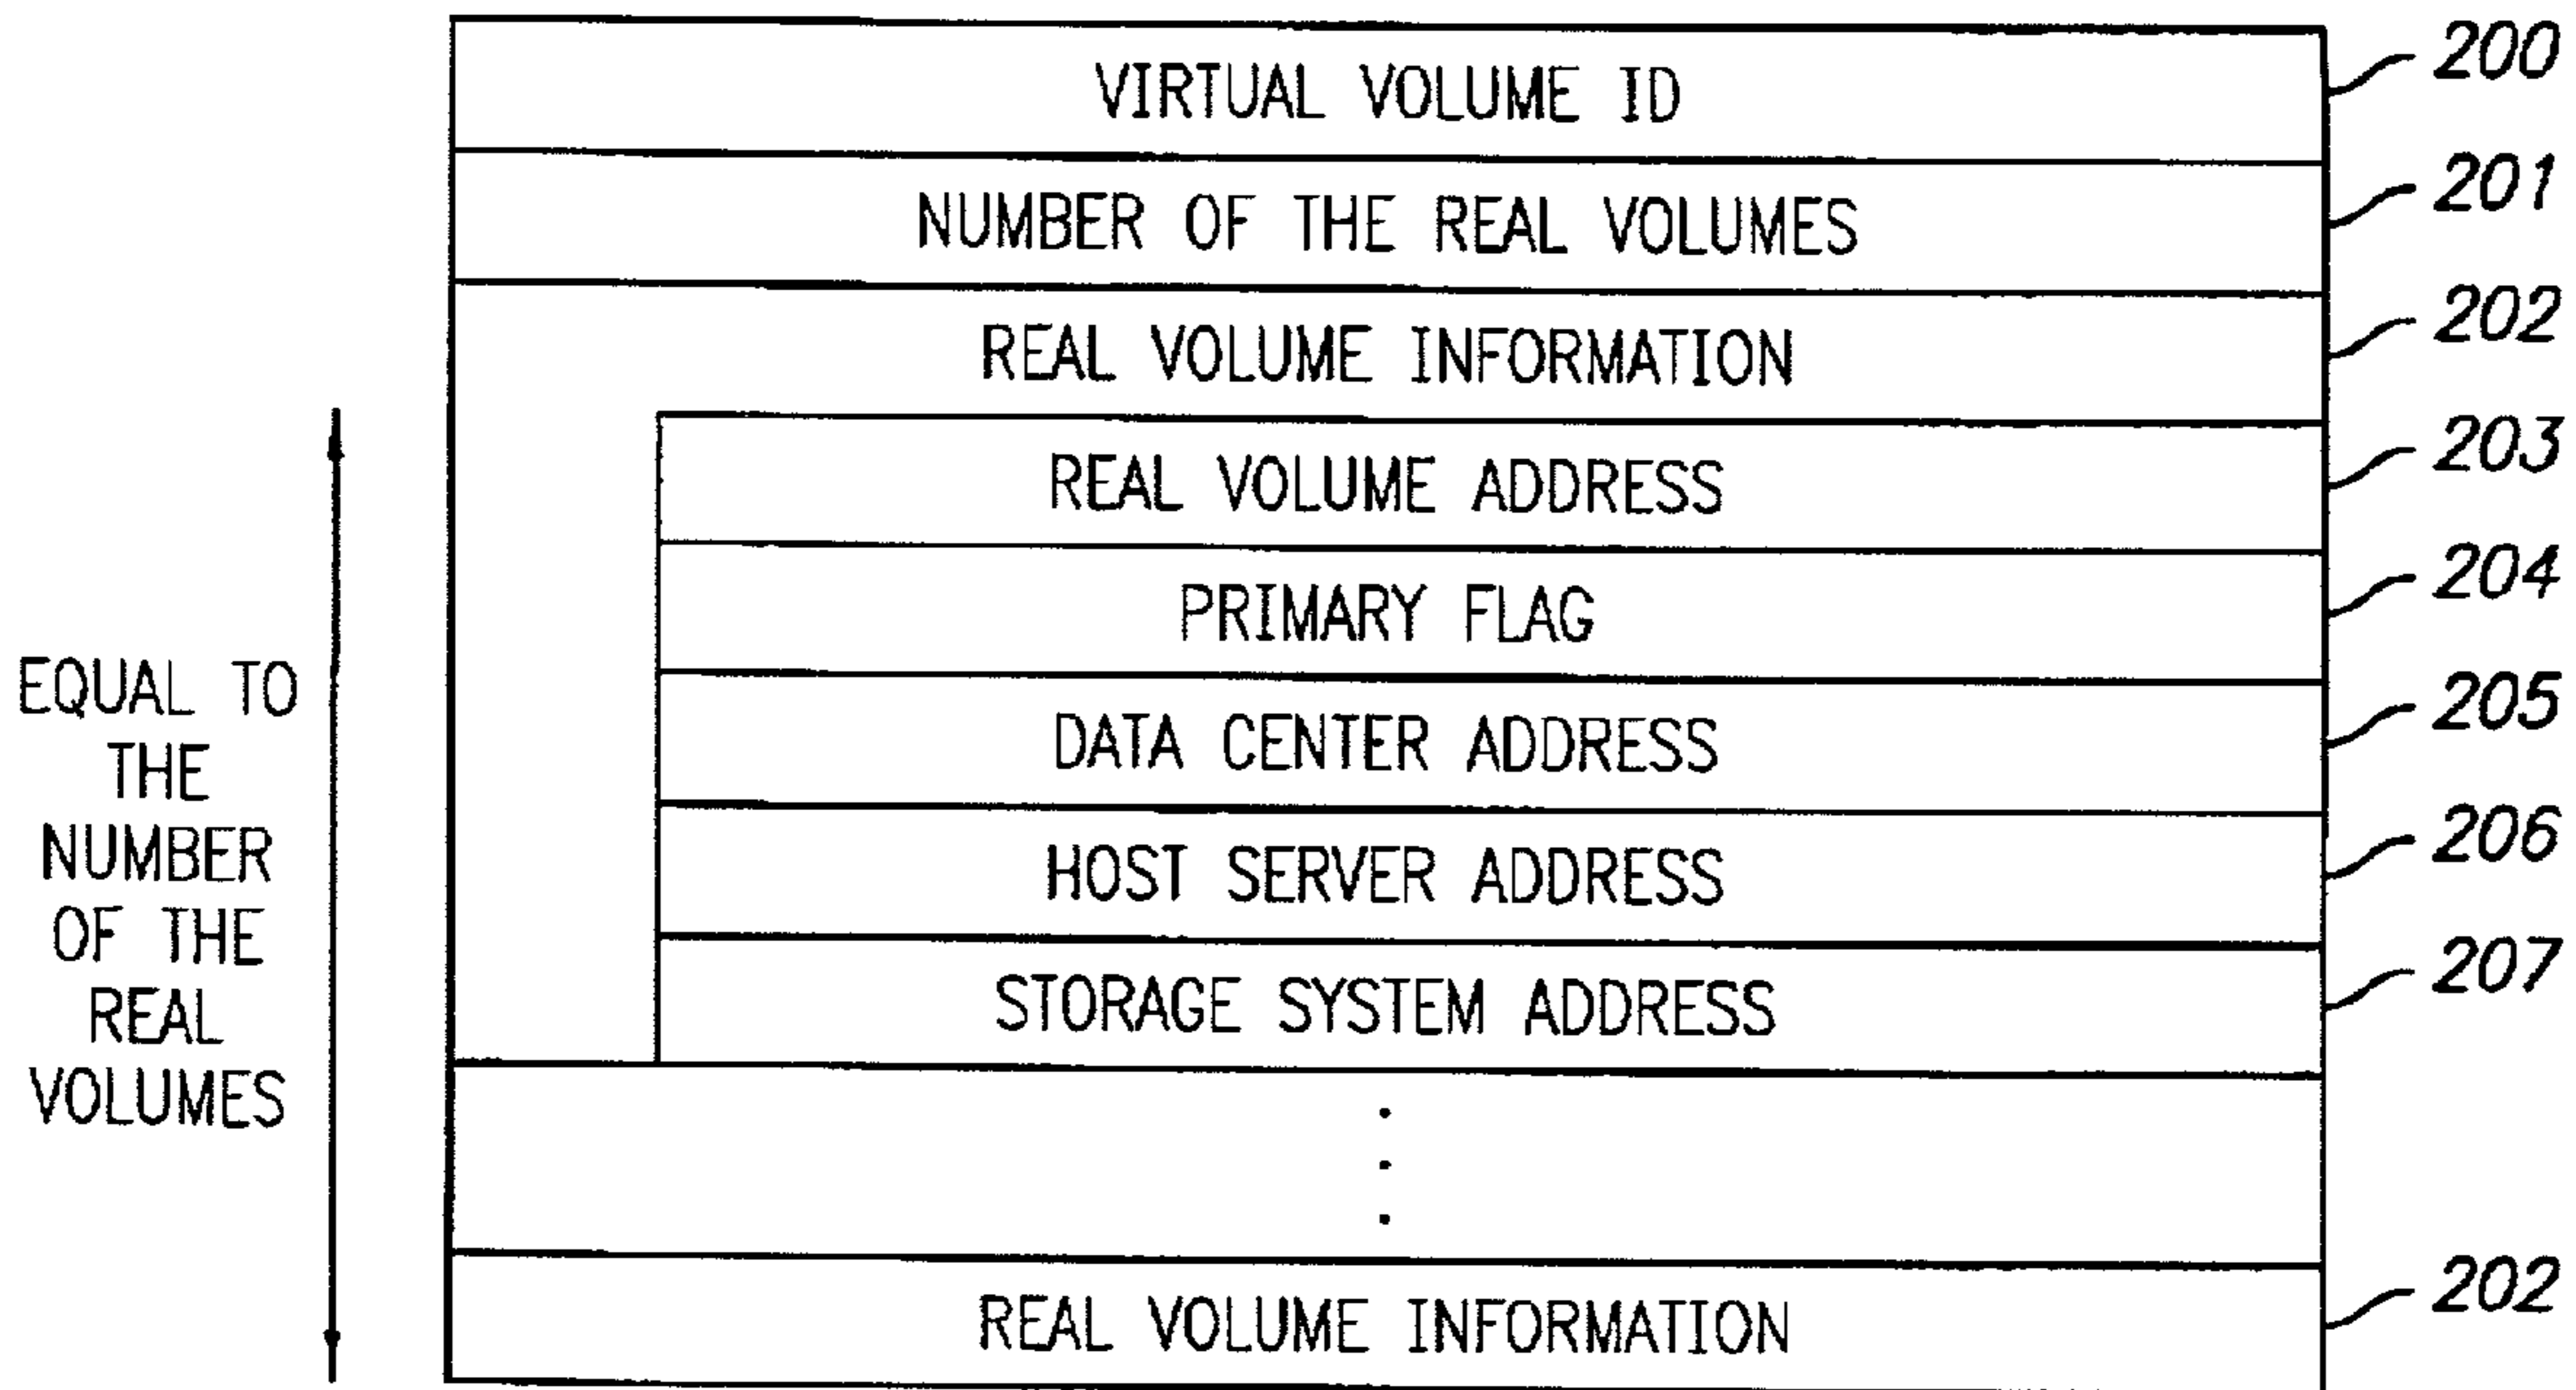 VIRTUAL VOLUME ID 200
NUMBER OF THE REAL VOLUMES 201
REAL VOLUME INFORMATION 202
REAL VOLUME ADDRESS 203
PRIMARY FLAG 204
DATA CENTER ADDRESS 205
HOST SERVER ADDRESS 206
STORAGE SYSTEM ADDRESS 207
REAL VOLUME INFORMATION 202
EQUAL TO
THE
NUMBER
OF THE
REAL
VOLUMES